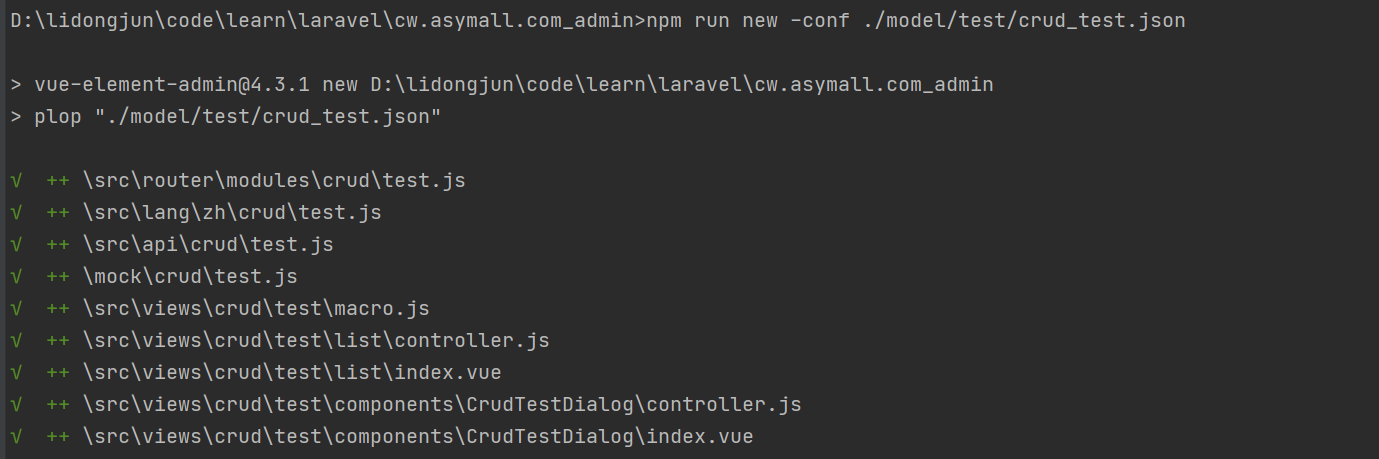 D:\lidongjun\code\learn\laravel\cw.asymall.com_admin>npm run new -conf ./model/test/crud_test.json
> vue-element-admin@4.3.1 new D:\lidongjun\code\learn\laravel\cw.asymall.com_admin
> plop "./model/test/crud_test.json"
√  ++ \src\router\modules\crud\test.js
√  ++ \src\lang\zh\crud\test.js
√  ++ \src\api\crud\test.js
√  ++ \mock\crud\test.js
√  ++ \src\views\crud\test\macro.js
√  ++ \src\views\crud\test\list\controller.js
√  ++ \src\views\crud\test\list\index.vue
√  ++ \src\views\crud\test\components\CrudTestDialog\controller.js
√  ++ \src\views\crud\test\components\CrudTestDialog\index.vue